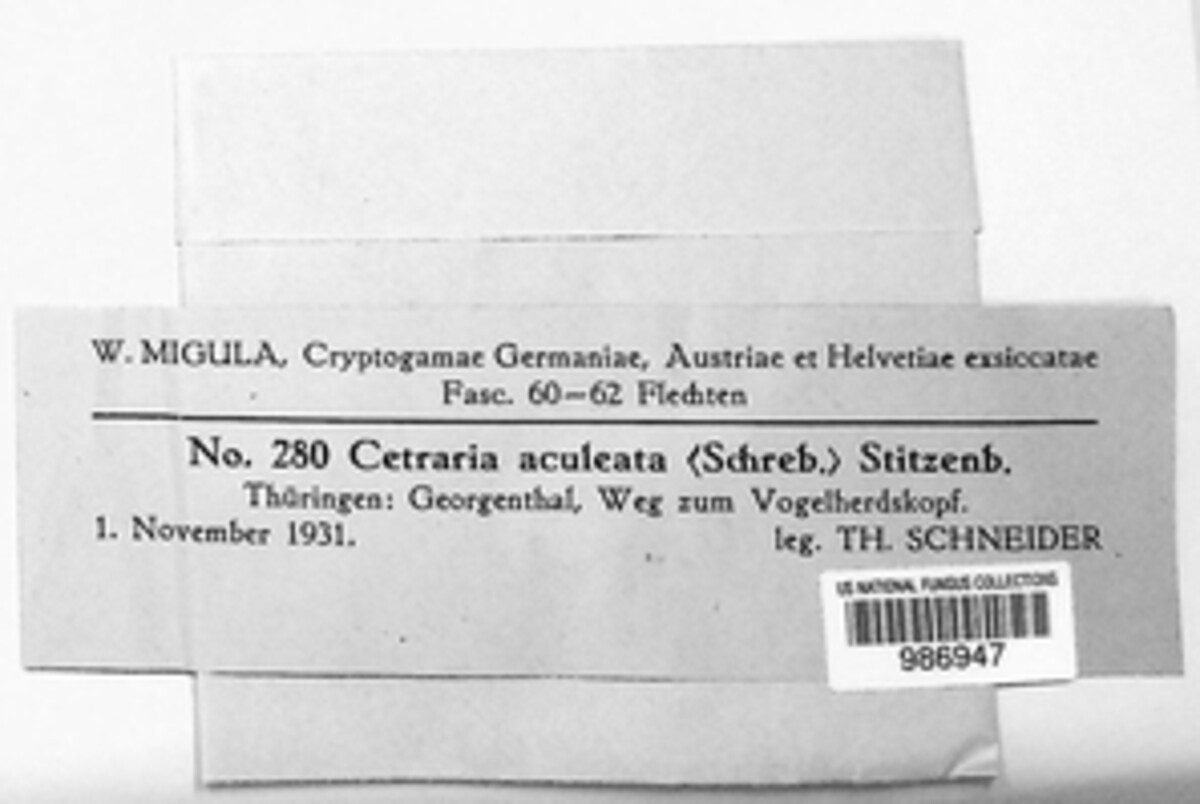 W. MIGULA, Cryptogamae Germaniae, Austriae et Helvetiae exsiccatae
Fasc. 60—62 Flechten
No. 280 Cetraria aculeata (Schreb.) Stitzenb.
Thüringen: Georgenthal, Weg zum Vogelherdskopf.
1. November 1931. leg. TH. SCHNEIDER
US NATIONAL FUNGUS COLLECTIONS
986947